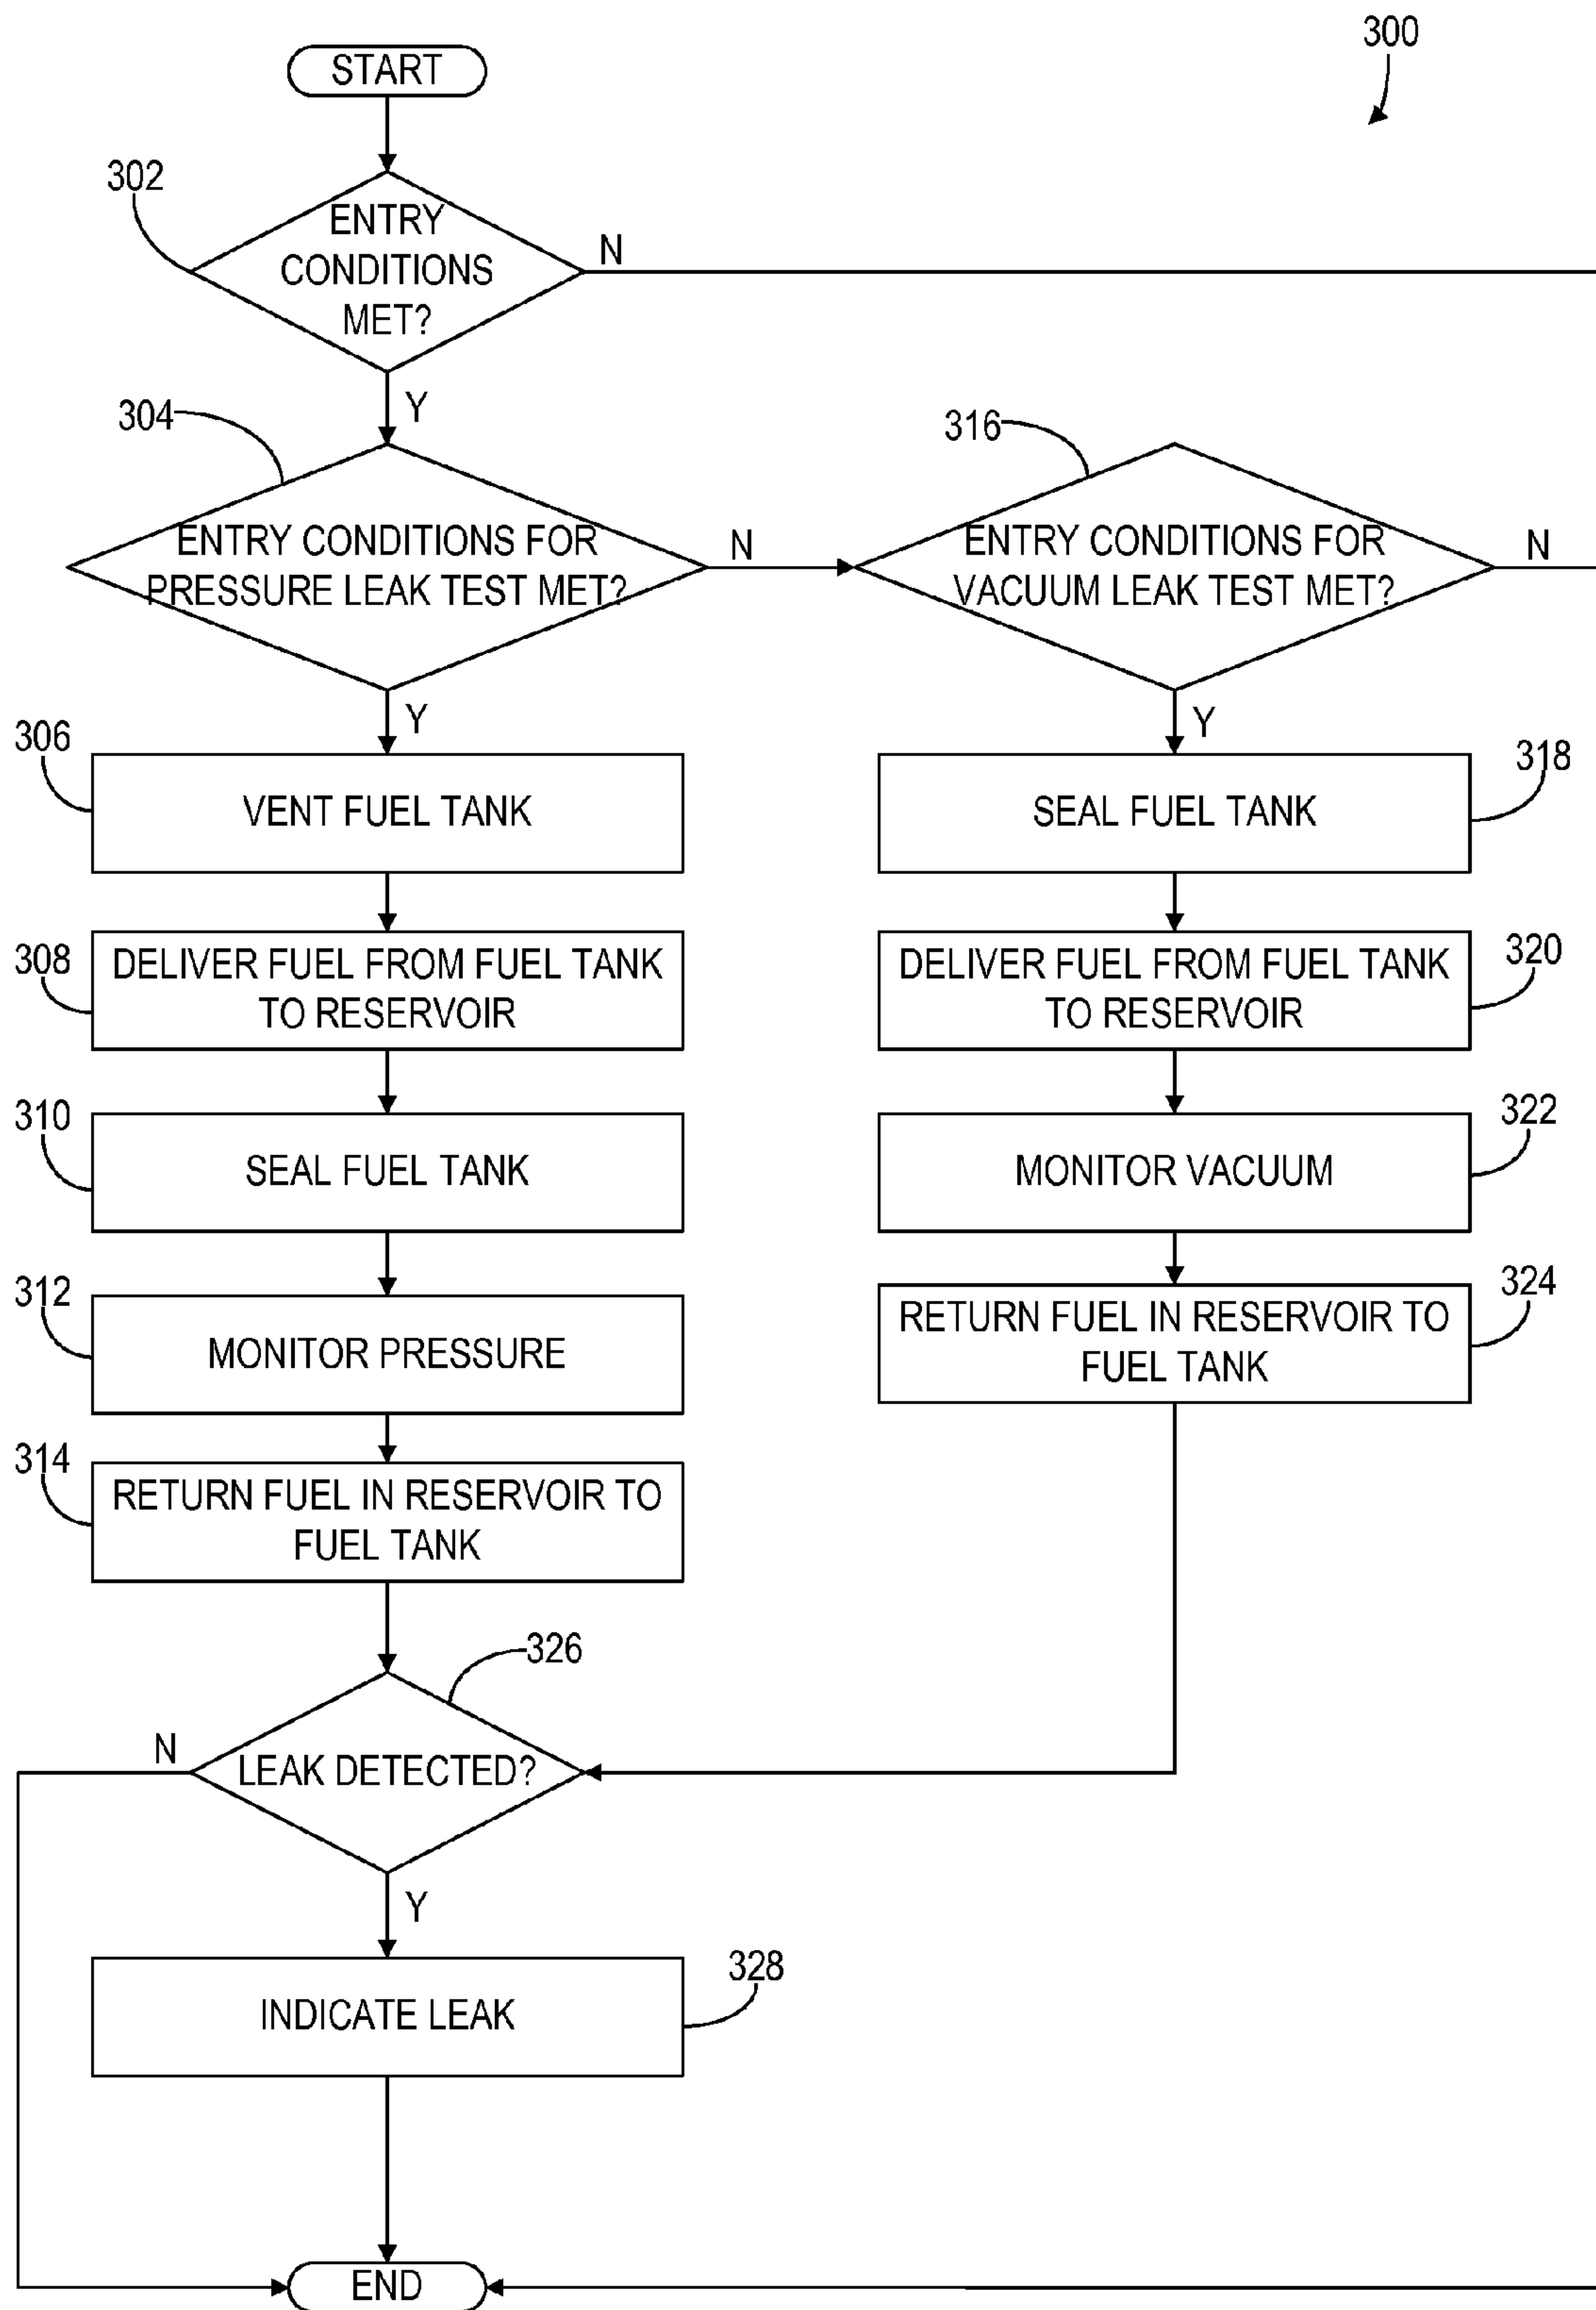 300
START
302
ENTRY
CONDITIONS
MET?
N
Y
304
ENTRY CONDITIONS FOR
PRESSURE LEAK TEST MET?
N
316
ENTRY CONDITIONS FOR
VACUUM LEAK TEST MET?
N
Y
306
VENT FUEL TANK
308
DELIVER FUEL FROM FUEL TANK
TO RESERVOIR
310
SEAL FUEL TANK
312
MONITOR PRESSURE
314
RETURN FUEL IN RESERVOIR TO
FUEL TANK
Y
318
SEAL FUEL TANK
320
DELIVER FUEL FROM FUEL TANK
TO RESERVOIR
322
MONITOR VACUUM
324
RETURN FUEL IN RESERVOIR TO
FUEL TANK
326
LEAK DETECTED?
N
Y
328
INDICATE LEAK
END